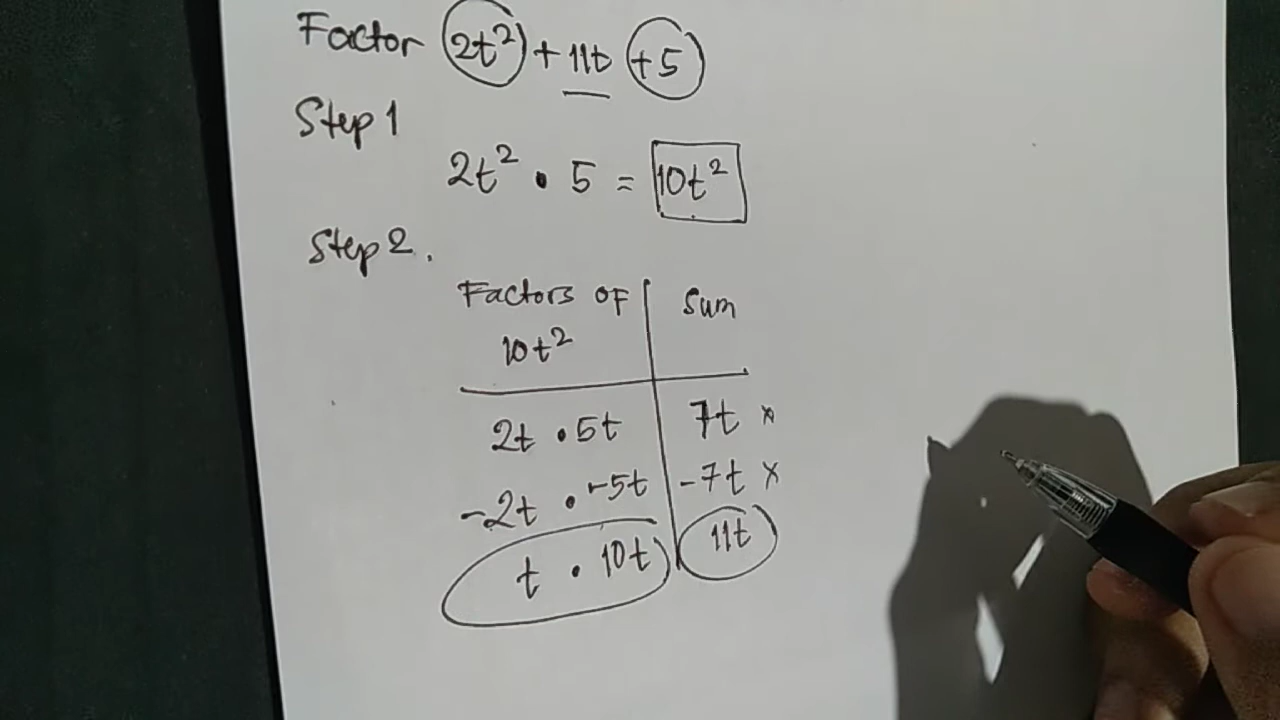 Factor 2t² + 11t + 5
Step 1
2t² • 5 = 10t²
Step 2.
Factors OF | Sum
10t²
2t • 5t | 7t ×
-2t • -5t | -7t ×
t • 10t | 11t